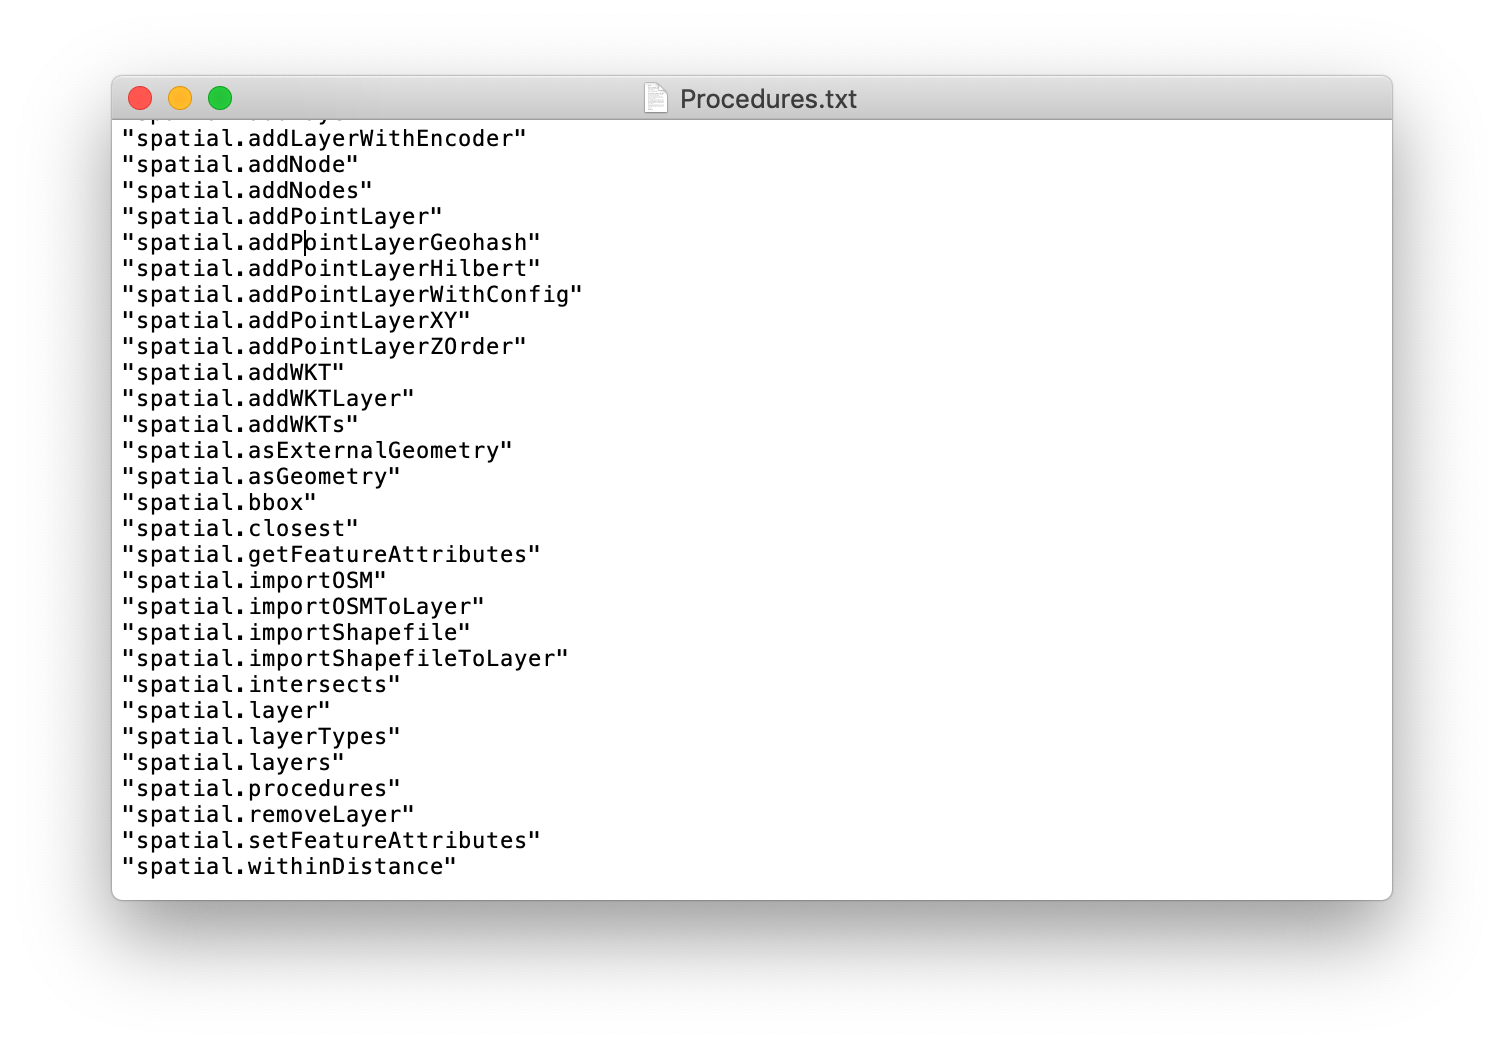 Procedures.txt
"spatial.addLayerWithEncoder"
"spatial.addNode"
"spatial.addNodes"
"spatial.addPointLayer"
"spatial.addPointLayerGeohash"
"spatial.addPointLayerHilbert"
"spatial.addPointLayerWithConfig"
"spatial.addPointLayerXY"
"spatial.addPointLayerZOrder"
"spatial.addWKT"
"spatial.addWKTLayer"
"spatial.addWKTs"
"spatial.asExternalGeometry"
"spatial.asGeometry"
"spatial.bbox"
"spatial.closest"
"spatial.getFeatureAttributes"
"spatial.importOSM"
"spatial.importOSMToLayer"
"spatial.importShapefile"
"spatial.importShapefileToLayer"
"spatial.intersects"
"spatial.layer"
"spatial.layerTypes"
"spatial.layers"
"spatial.procedures"
"spatial.removeLayer"
"spatial.setFeatureAttributes"
"spatial.withinDistance"